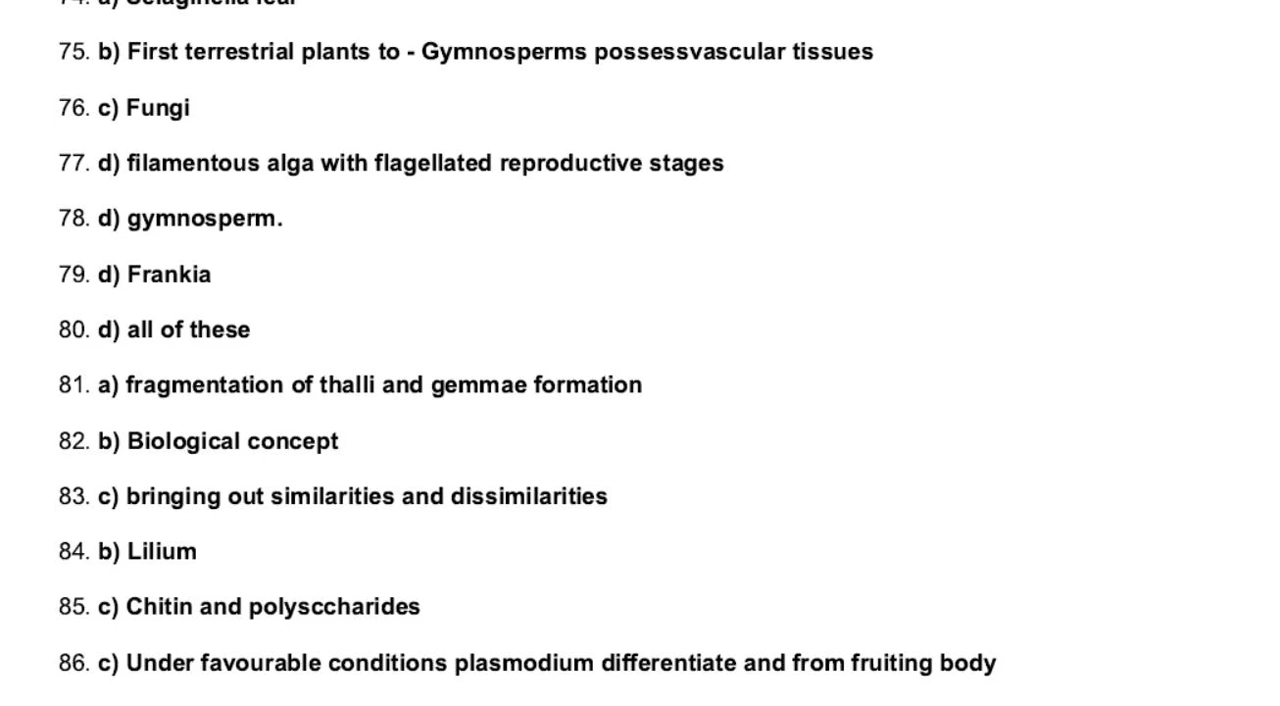 74. a) Selaginella leaf
75. b) First terrestrial plants to - Gymnosperms possessvascular tissues
76. c) Fungi
77. d) filamentous alga with flagellated reproductive stages
78. d) gymnosperm.
79. d) Frankia
80. d) all of these
81. a) fragmentation of thalli and gemmae formation
82. b) Biological concept
83. c) bringing out similarities and dissimilarities
84. b) Lilium
85. c) Chitin and polysccharides
86. c) Under favourable conditions plasmodium differentiate and from fruiting body